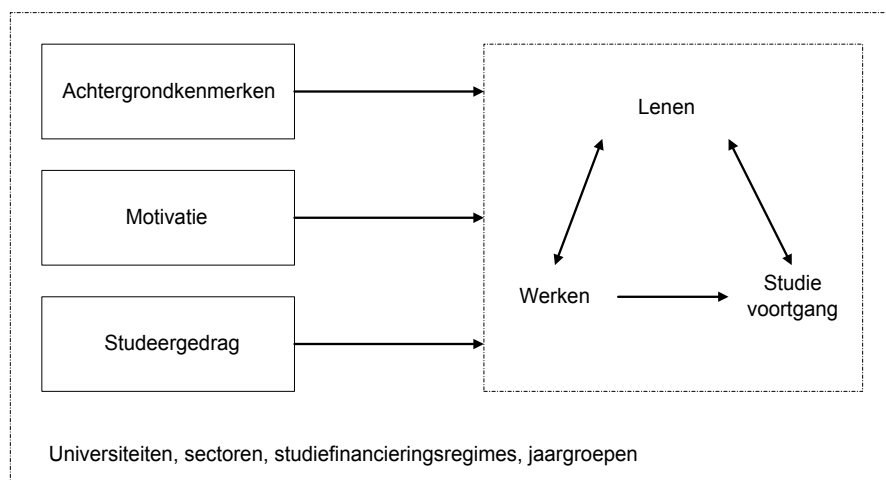 Achtergrondkenmerken
Lenen
Motivatie
Werken
Studie
voortgang
Studeergedrag
Universiteiten, sectoren, studiefinancieringsregimes, jaargroepen